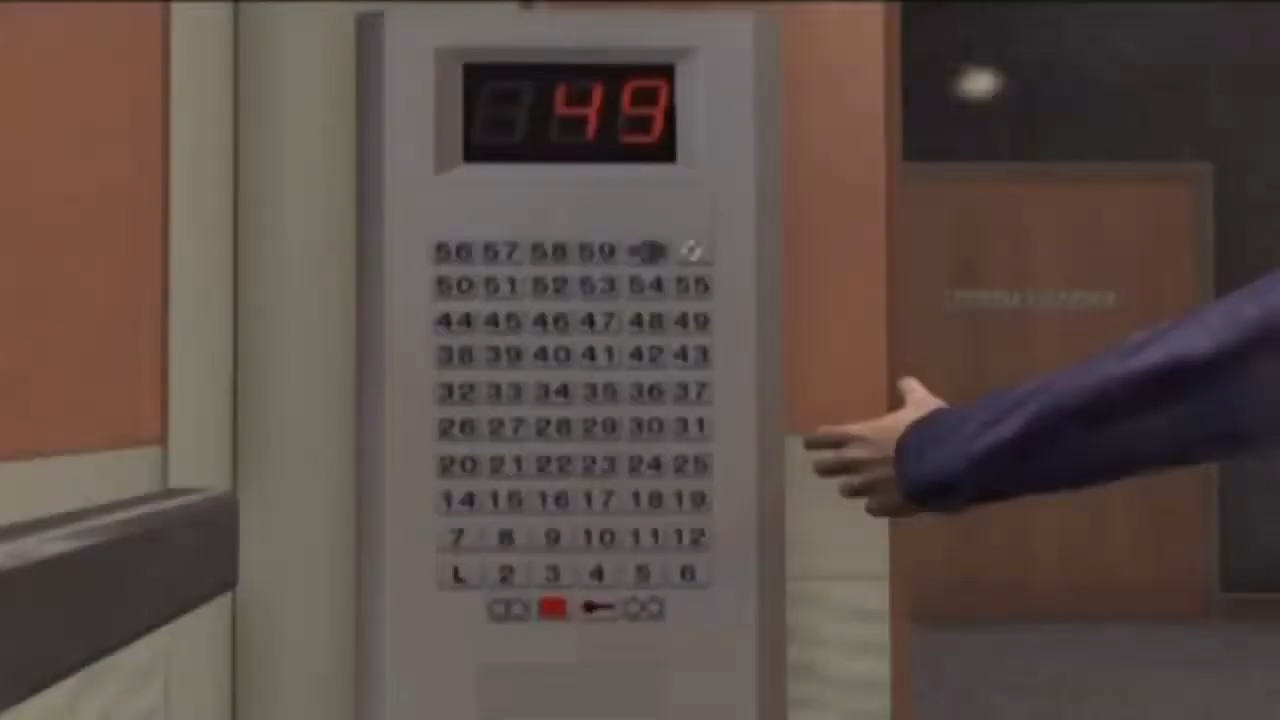 49
56 57 58 59
50 51 52 53 54 55
44 45 46 47 48 49
38 39 40 41 42 43
32 33 34 35 36 37
26 27 28 29 30 31
20 21 22 23 24 25
14 15 16 17 18 19
7 8 9 10 11 12
L 2 3 4 5 6